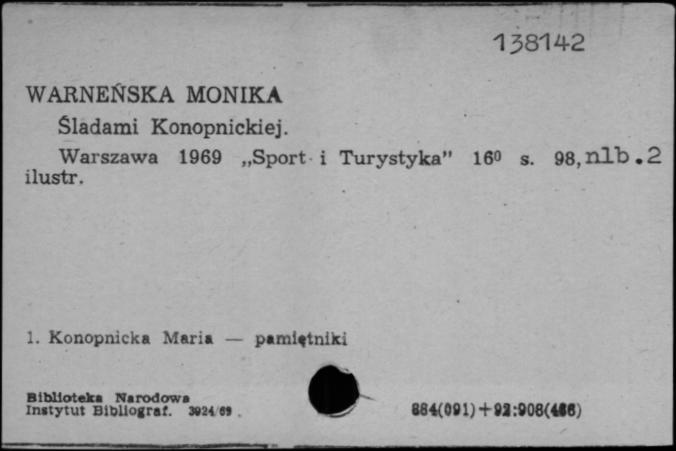 138142
WARNEŃSKA MONIKA
Śladami Konopnickiej.
Warszawa 1969 „Sport i Turystyka" 16⁰ s. 98, nlb.2
ilustr.
1. Konopnicka Maria — pamiętniki
Biblioteka Narodowa
Instytut Bibliograf. 3924/69.
884(091)+92:908(438)